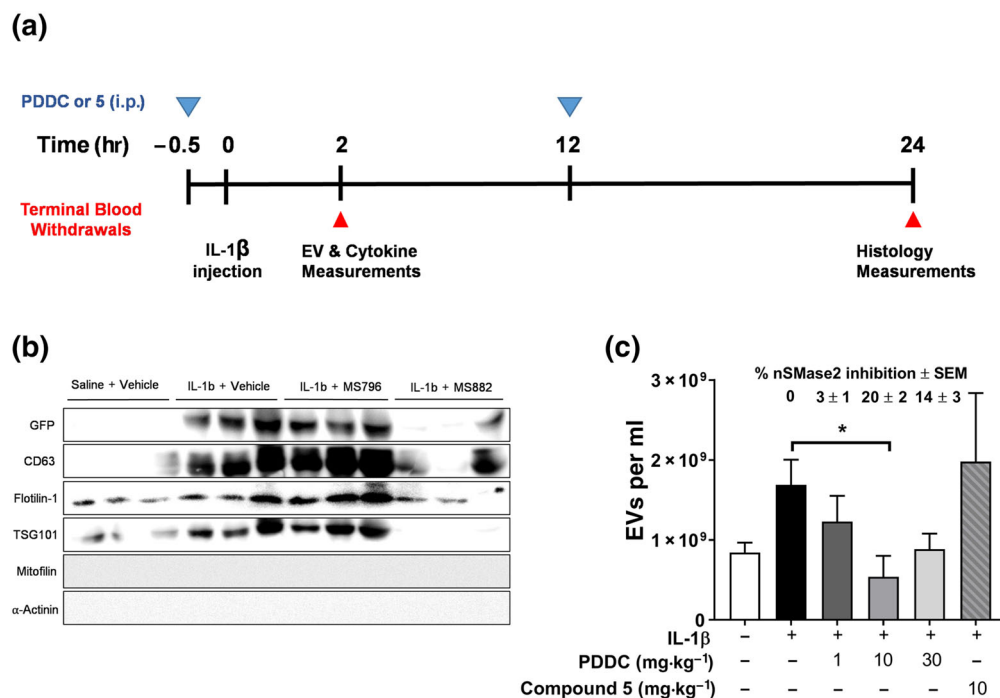 (a)
PDDC or 5 (i.p.)
Time (hr) –0.5 0 2 12 24
Terminal Blood
Withdrawals
IL-1β
injection
EV & Cytokine
Measurements
Histology
Measurements
(b)
Saline + Vehicle IL-1b + Vehicle IL-1b + MS796 IL-1b + MS882
GFP
CD63
Flotilin-1
TSG101
Mitofilin
α-Actinin
(c)
% nSMase2 inhibition ± SEM
0 3 ± 1 20 ± 2 14 ± 3
*
EVs per ml
3 × 10⁹
2 × 10⁹
1 × 10⁹
0
IL-1β – + + + + +
PDDC (mg·kg⁻¹) – – 1 10 30 –
Compound 5 (mg·kg⁻¹) – – – – – 10